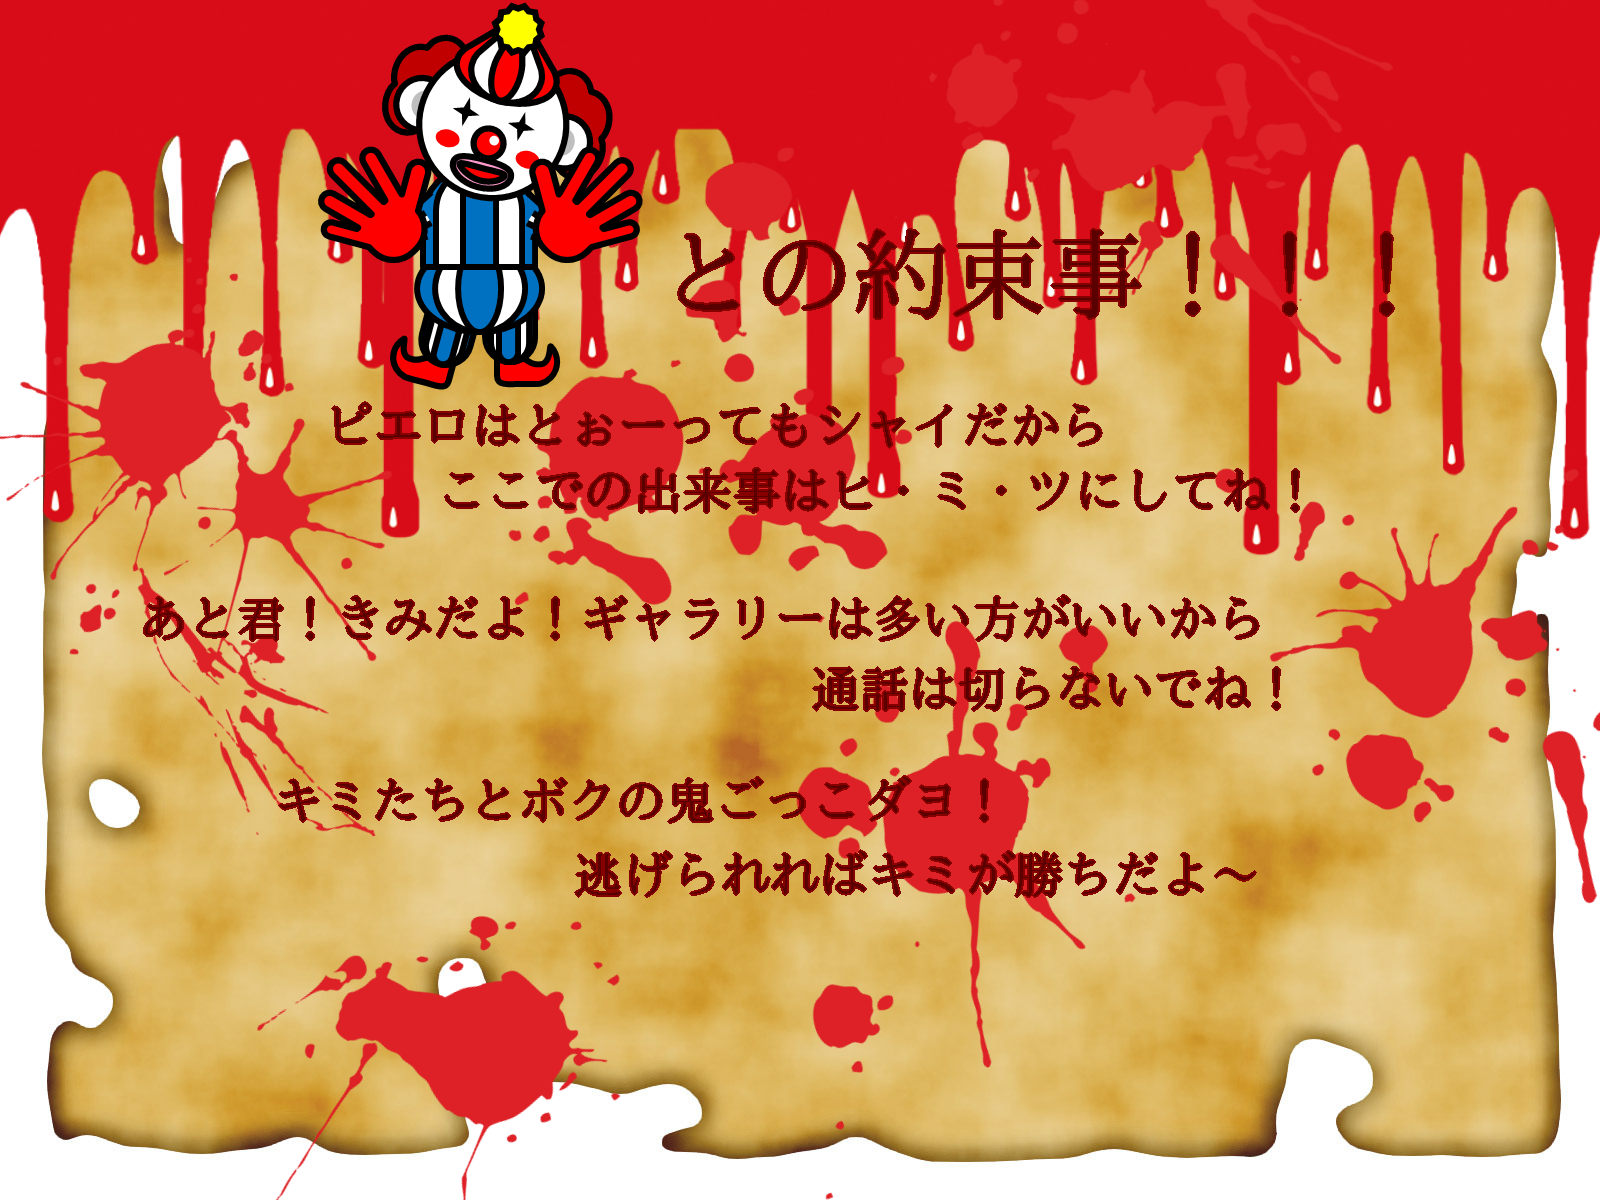 との約束事！！！
ピエロはとぉーってもシャイだから
ここでの出来事はヒ・ミ・ツにしてね！
あと君！きみだよ！ギャラリーは多い方がいいから
通話は切らないでね！
キミたちとボクの鬼ごっこダヨ！
逃げられればキミが勝ちだよ～